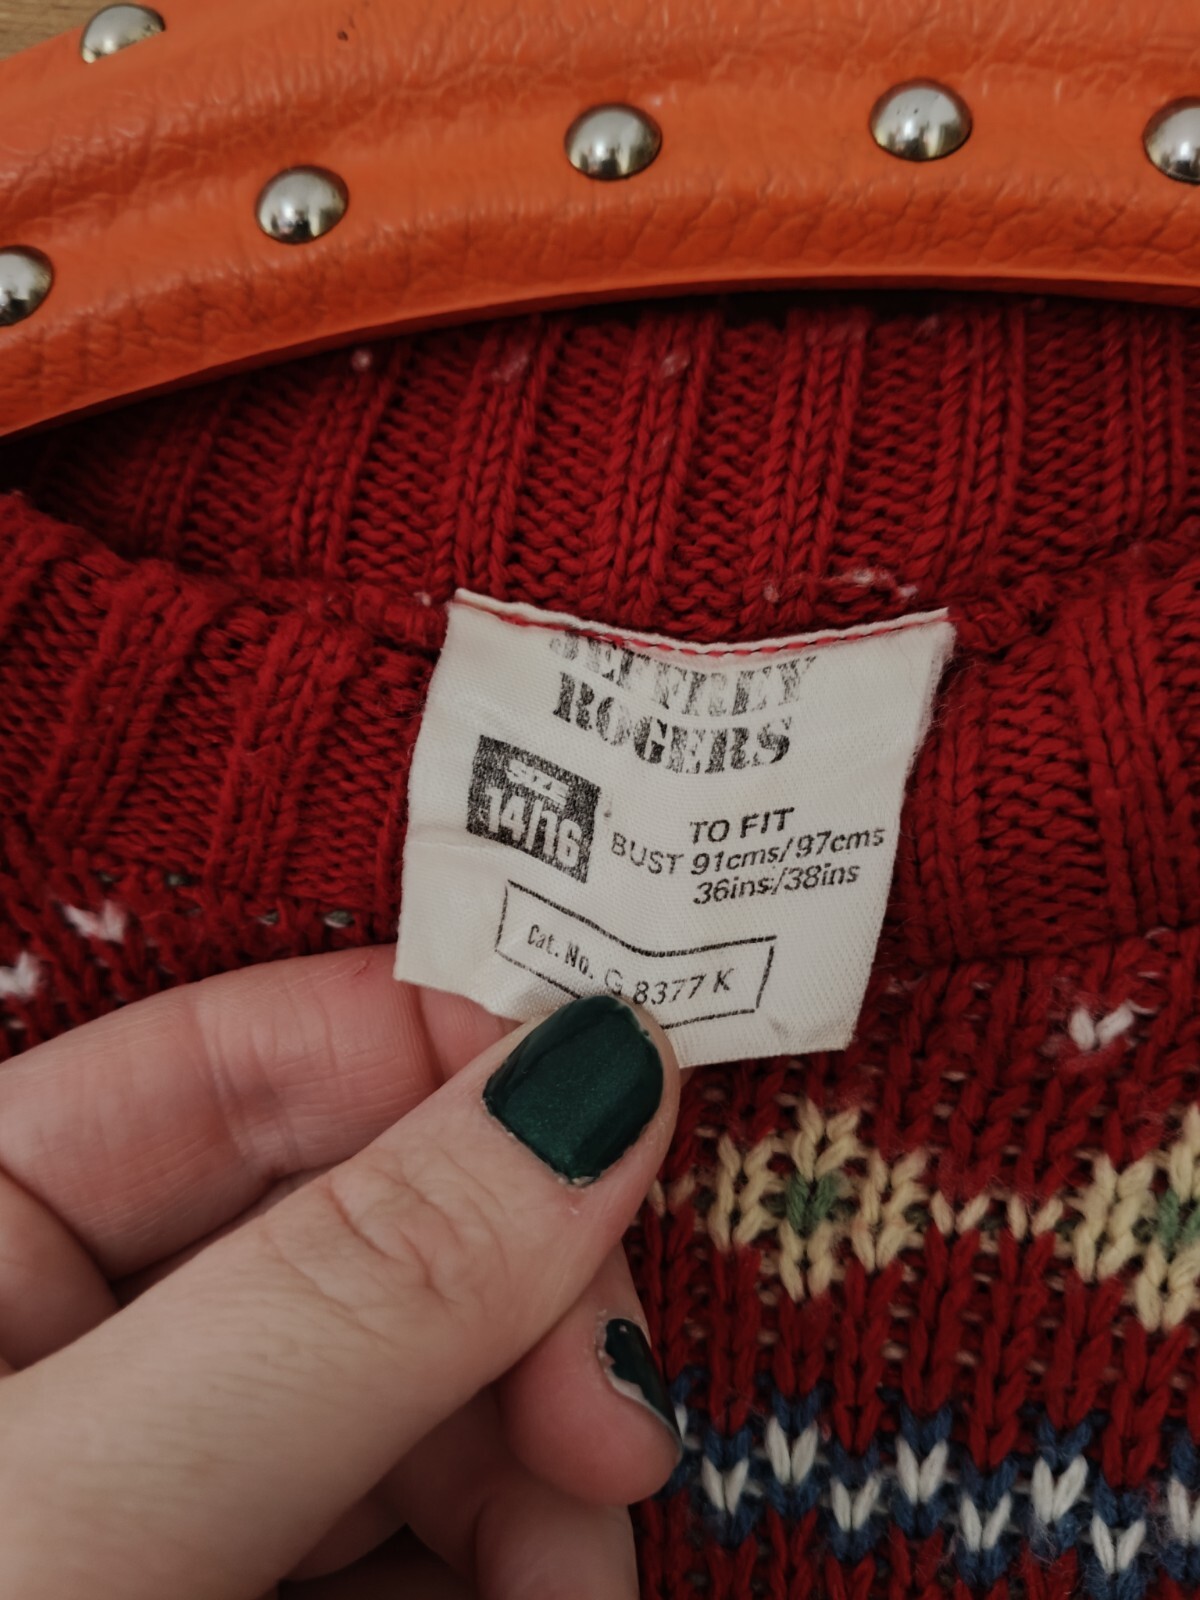 JEFFREY
ROGERS
SIZE
14/16
TO FIT
BUST 91cms/97cms
36ins/38ins
Cat. No. G 8377 K